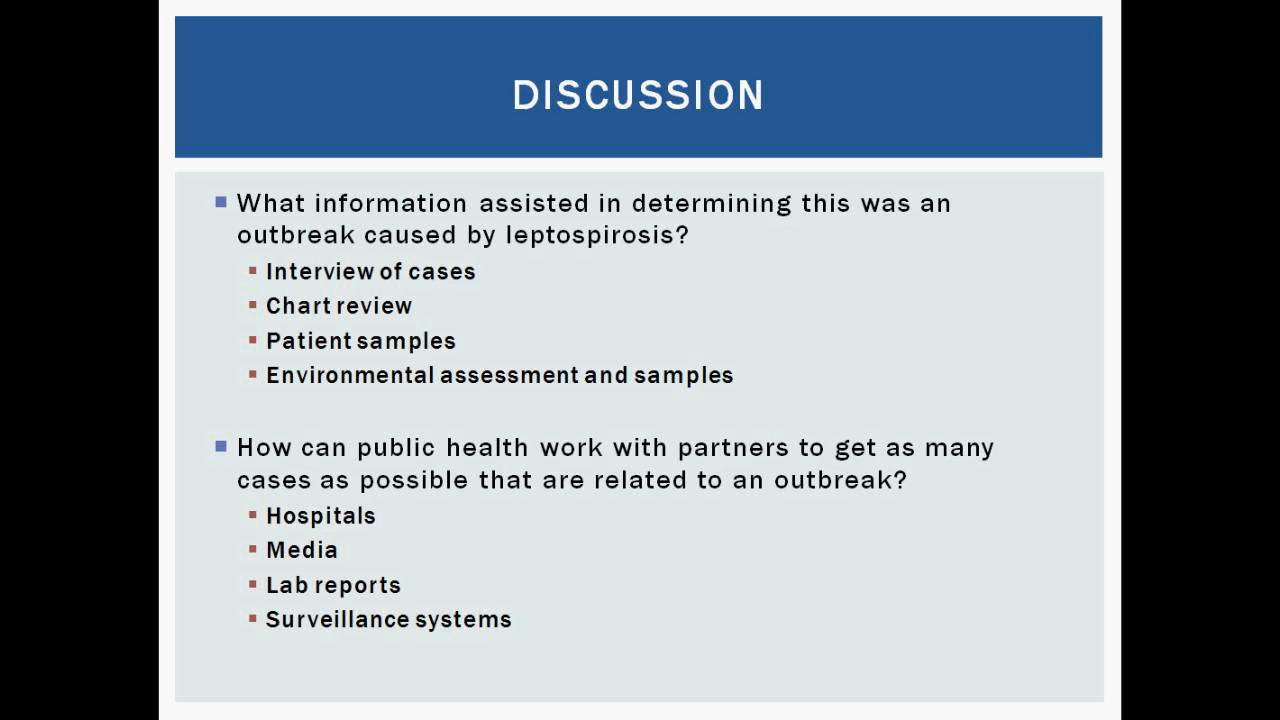 DISCUSSION
What information assisted in determining this was an
outbreak caused by leptospirosis?
Interview of cases
Chart review
Patient samples
Environmental assessment and samples
How can public health work with partners to get as many
cases as possible that are related to an outbreak?
Hospitals
Media
Lab reports
Surveillance systems